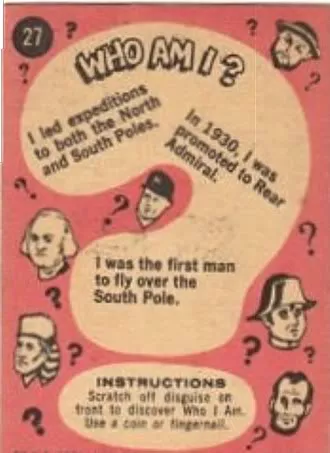 27
WHO AM I?
I led expeditions
to both the North
and South Poles.
In 1930, I was
promoted to Rear
Admiral.
I was the first man
to fly over the
South Pole.
INSTRUCTIONS
Scratch off disguise on
front to discover Who I Am.
Use a coin or fingernail.